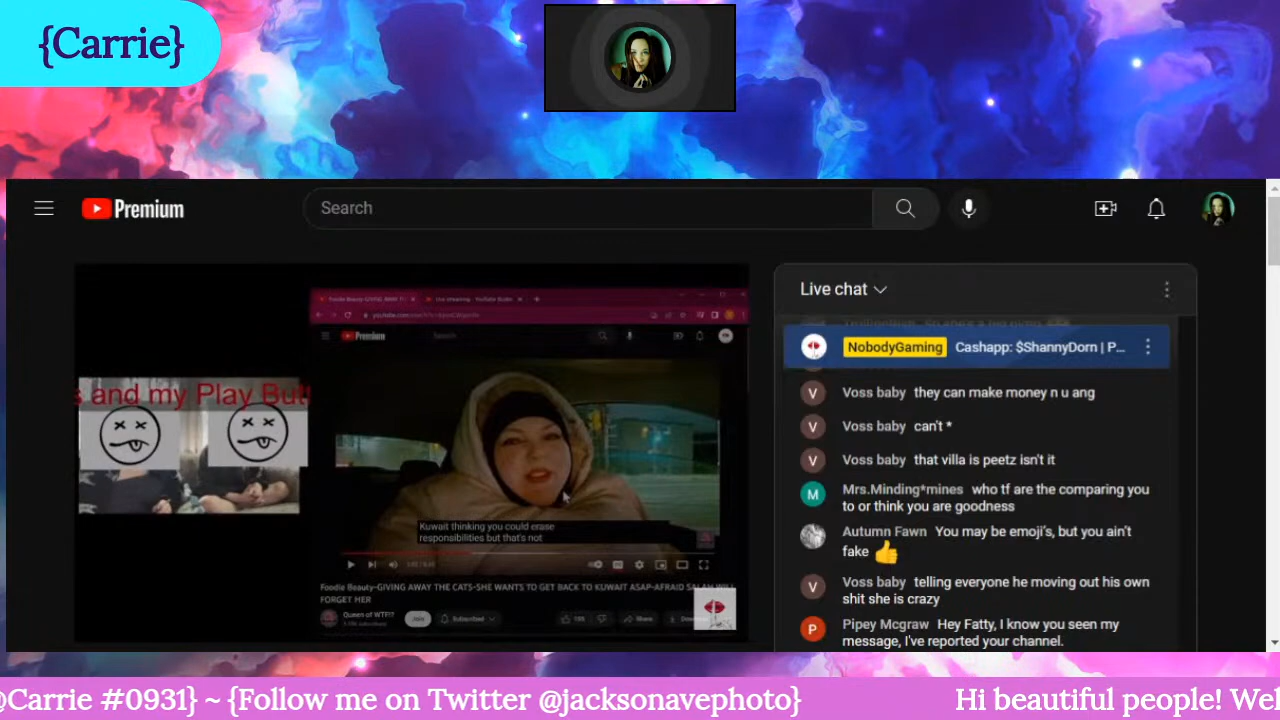 {Carrie}
Premium
Search
Live chat
s and my Play Butt
Premium
Search
Kuwait thinking you could erase
responsibilities but that's not
Foodie Beauty-GIVING AWAY THE CATS-SHE WANTS TO GET BACK TO KUWAIT ASAP-AFRAID SALAH WILL
FORGET HER
Queen of WTF!!!
Join
Subscribed
Share
NobodyGaming Cashapp: $ShannyDorn | P...
Voss baby they can make money n u ang
Voss baby can't *
Voss baby that villa is peetz isn't it
Mrs.Minding*mines who tf are the comparing you
to or think you are goodness
Autumn Fawn You may be emoji's, but you ain't
fake 👍
Voss baby telling everyone he moving out his own
shit she is crazy
Pipey Mcgraw Hey Fatty, I know you seen my
message, I've reported your channel.
@Carrie #0931} ~ {Follow me on Twitter @jacksonavephoto} Hi beautiful people! Wel